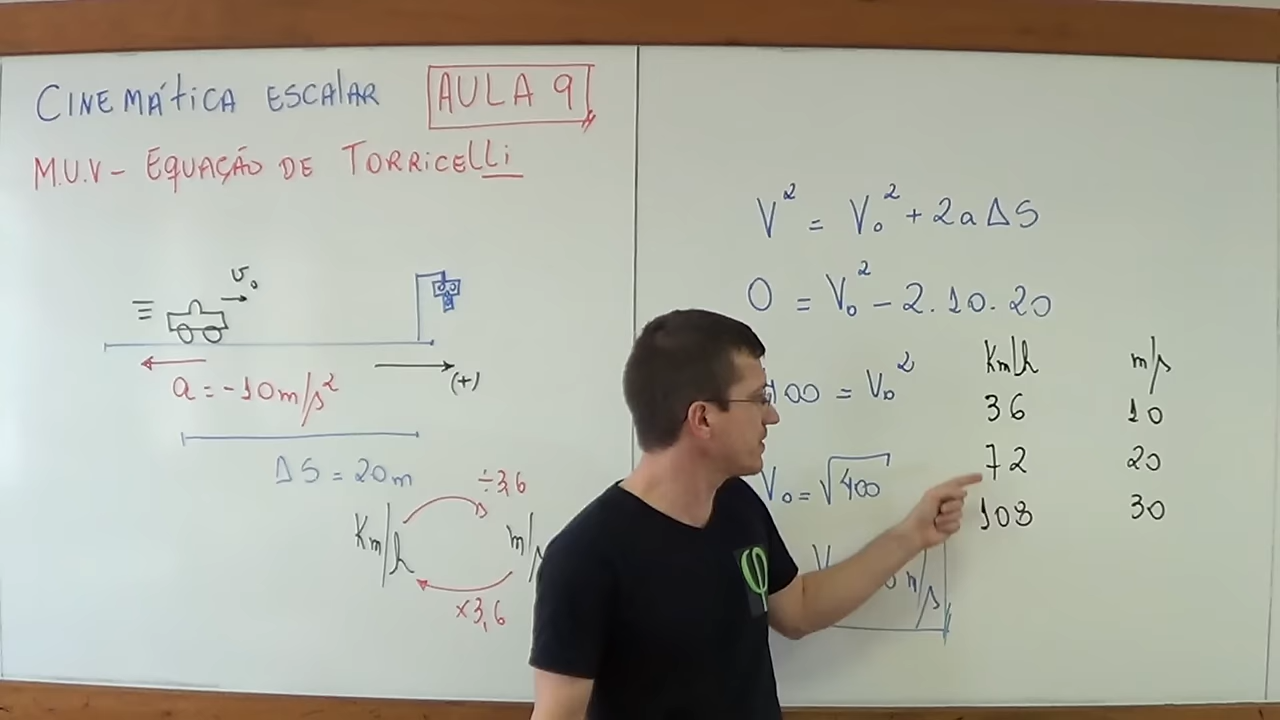 CINEMÁTICA ESCALAR AULA 9
M.U.V - EQUAÇÃO DE TORRICELLI
v₀
a = -10m/s²
(+)
ΔS = 20m
÷3,6
Km/h m/s
×3,6
V² = V₀² + 2aΔS
0 = V₀² - 2.10.20
400 = V₀²
V₀ = √400
m/s
Km/h m/s
36 10
72 20
108 30
φ